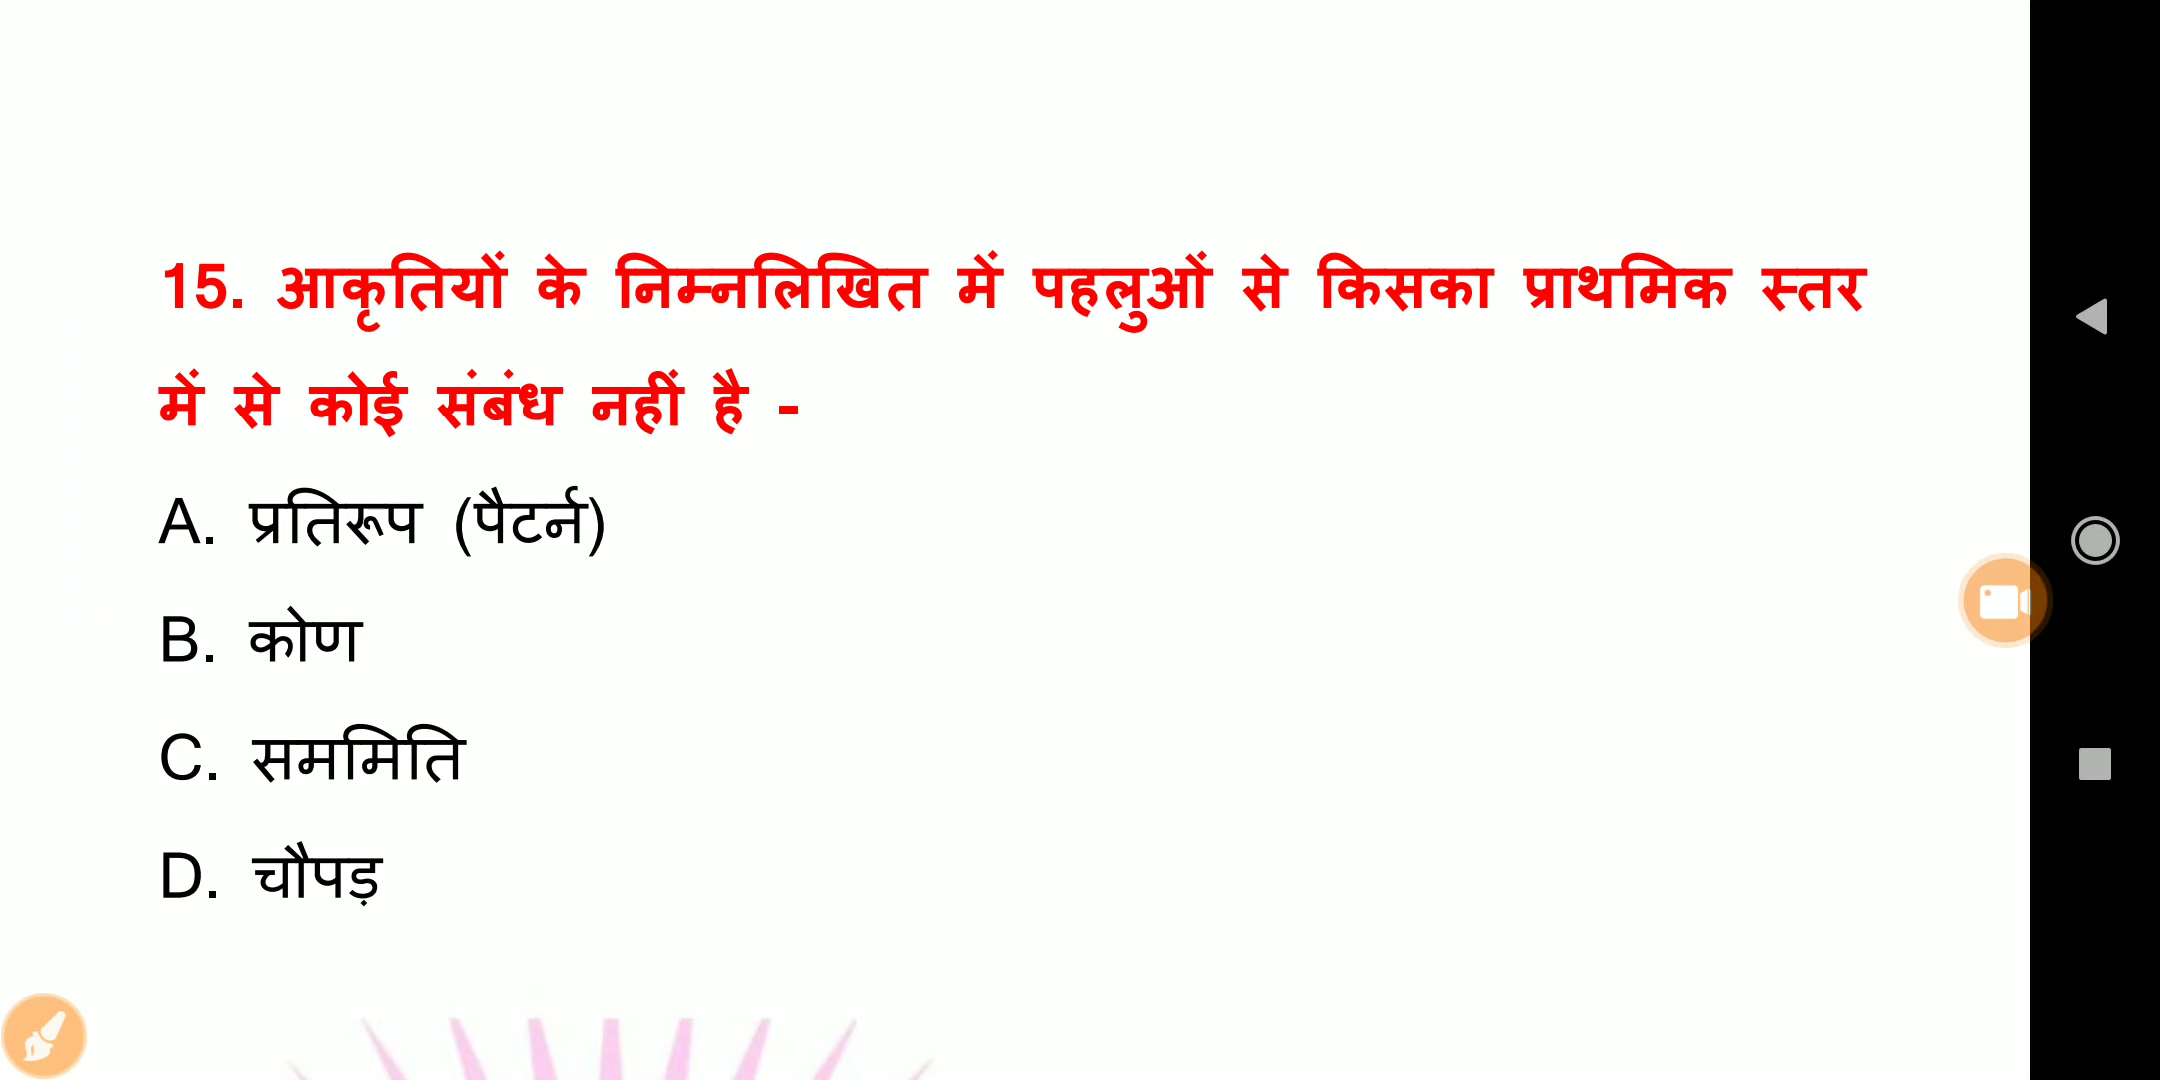 15. आकृतियों के निम्नलिखित में पहलुओं से किसका प्राथमिक स्तर
में से कोई संबंध नहीं है -
A. प्रतिरूप (पैटर्न)
B. कोण
C. सममिति
D. चौपड़